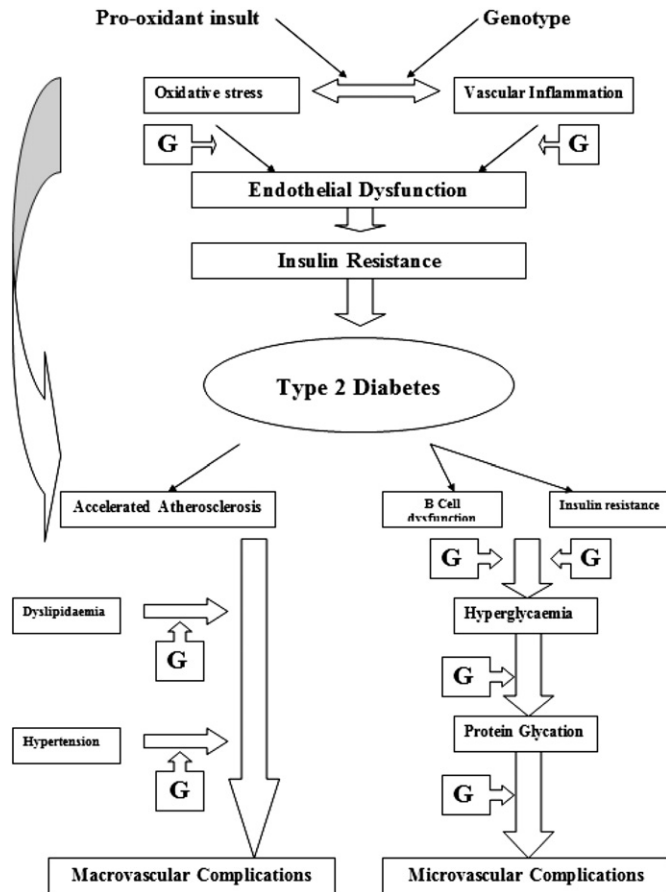 Pro-oxidant insult
Genotype
Oxidative stress
Vascular Inflammation
G
G
Endothelial Dysfunction
Insulin Resistance
Type 2 Diabetes
Accelerated Atherosclerosis
B Cell
dysfunction
Insulin resistance
G
G
Dyslipidaemia
Hyperglycaemia
G
G
Hypertension
Protein Glycation
G
G
Macrovascular Complications
Microvascular Complications